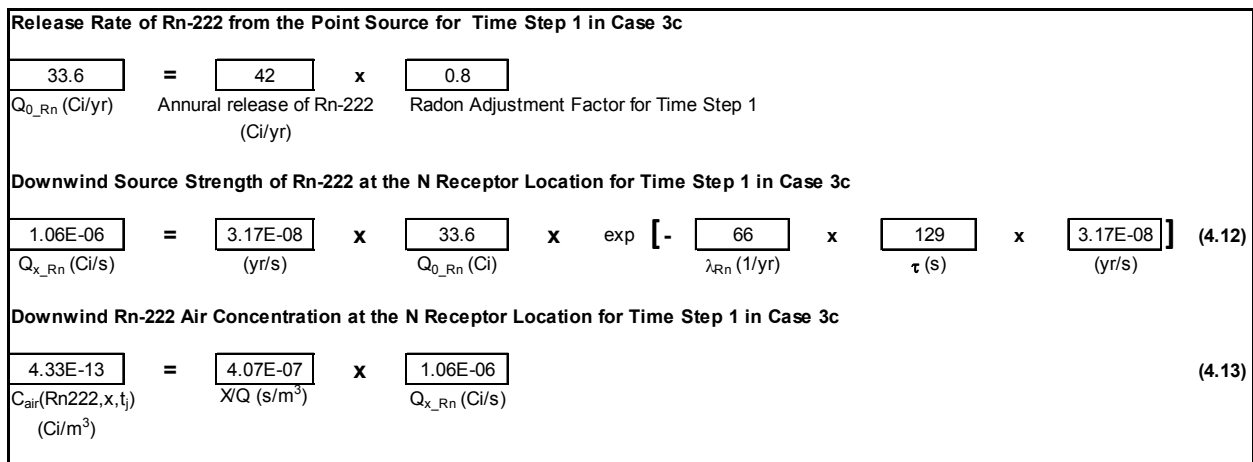 Release Rate of Rn-222 from the Point Source for Time Step 1 in Case 3c
33.6 = 42 x 0.8
Q0_Rn (Ci/yr) Annural release of Rn-222 Radon Adjustment Factor for Time Step 1
(Ci/yr)
Downwind Source Strength of Rn-222 at the N Receptor Location for Time Step 1 in Case 3c
1.06E-06 = 3.17E-08 x 33.6 x exp [- 66 x 129 x 3.17E-08 ] (4.12)
Qx_Rn (Ci/s) (yr/s) Q0_Rn (Ci) λRn (1/yr) τ (s) (yr/s)
Downwind Rn-222 Air Concentration at the N Receptor Location for Time Step 1 in Case 3c
4.33E-13 = 4.07E-07 x 1.06E-06 (4.13)
Cair(Rn222,x,tj) X/Q (s/m³) Qx_Rn (Ci/s)
(Ci/m³)